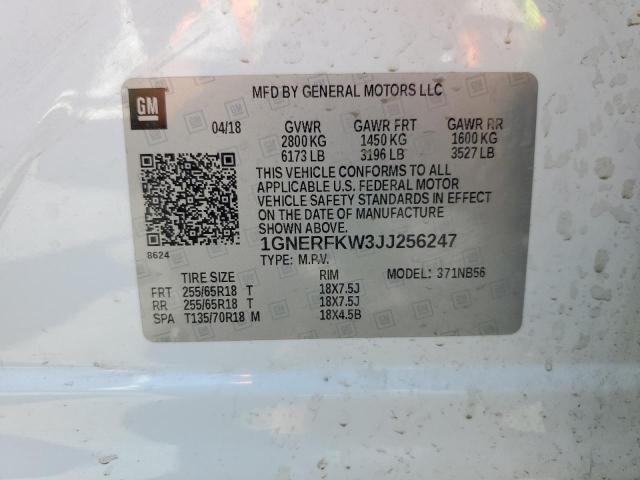 GM
MFD BY GENERAL MOTORS LLC
04/18 GVWR GAWR FRT GAWR RR
2800 KG 1450 KG 1600 KG
6173 LB 3196 LB 3527 LB
THIS VEHICLE CONFORMS TO ALL
APPLICABLE U.S. FEDERAL MOTOR
VEHICLE SAFETY STANDARDS IN EFFECT
ON THE DATE OF MANUFACTURE
SHOWN ABOVE.
8624
1GNERFKW3JJ256247
TYPE: M.P.V.
TIRE SIZE RIM MODEL: 371NB56
FRT 255/65R18 T 18X7.5J
RR 255/65R18 T 18X7.5J
SPA T135/70R18 M 18X4.5B